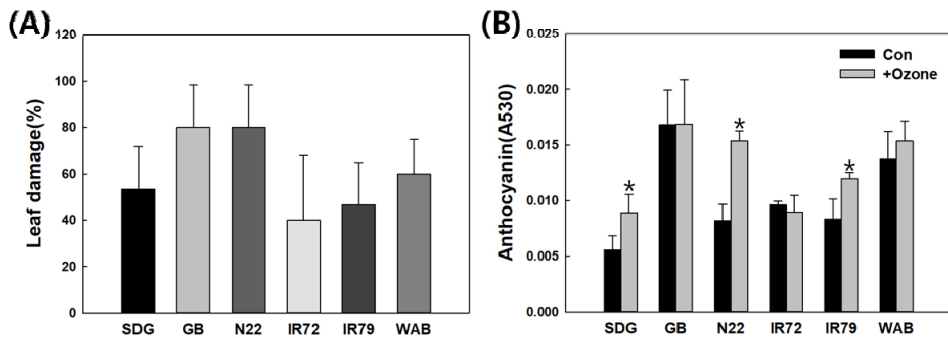 (A)
120
100
80
60
40
20
0
Leaf damage(%)
SDG GB N22 IR72 IR79 WAB
(B)
0.025
0.020
0.015
0.010
0.005
0.000
Anthocyanin(A530)
Con
+Ozone
*
*
*
SDG GB N22 IR72 IR79 WAB